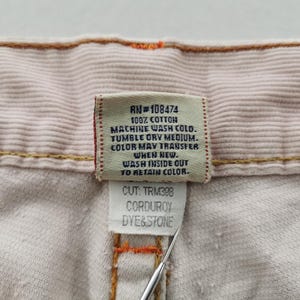 RN#108474
100% COTTON
MACHINE WASH COLD.
TUMBLE DRY MEDIUM.
COLOR MAY TRANSFER
WHEN NEW.
WASH INSIDE OUT
TO RETAIN COLOR.
CUT: TRM398
CORDUROY
DYE&STONE